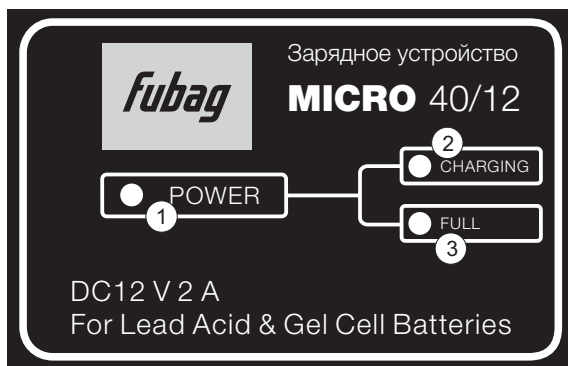 fubag
Зарядное устройство
MICRO 40/12
2
CHARGING
POWER
1
FULL
3
DC12 V 2 A
For Lead Acid & Gel Cell Batteries